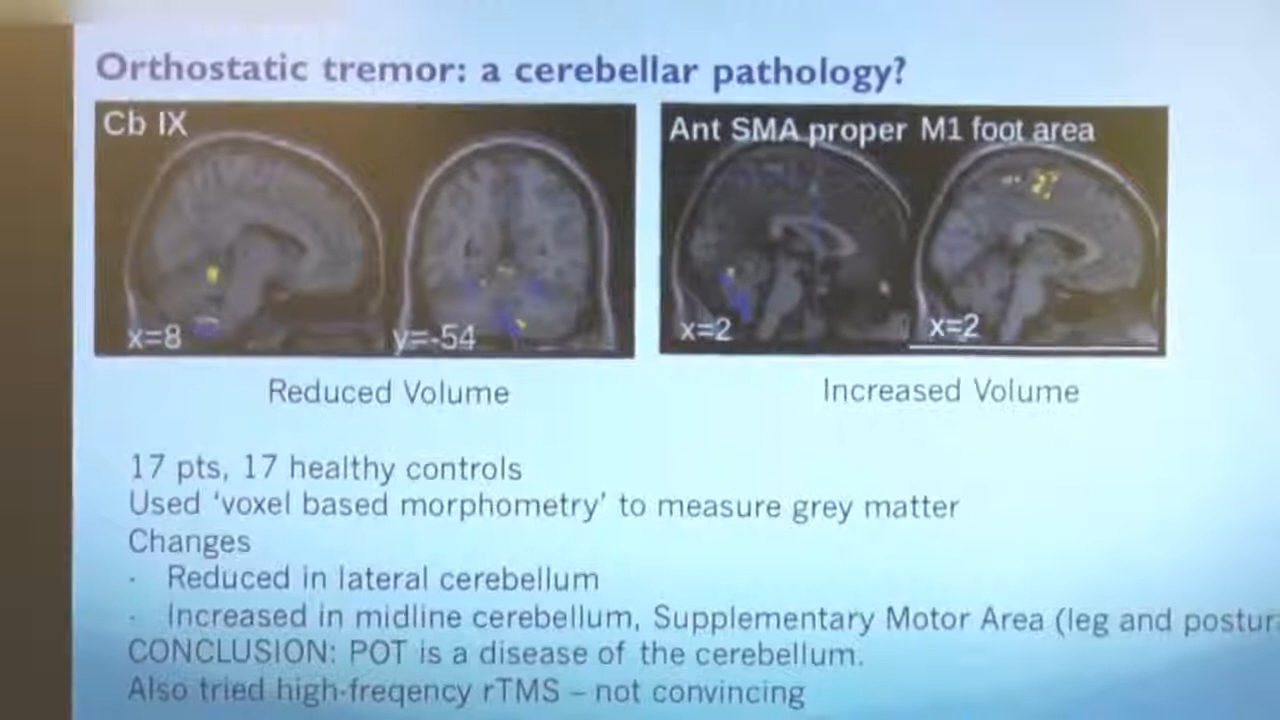 Orthostatic tremor: a cerebellar pathology?
Cb IX
Ant SMA proper M1 foot area
x=8
y=-54
x=2
x=2
Reduced Volume
Increased Volume
17 pts, 17 healthy controls
Used ‘voxel based morphometry’ to measure grey matter
Changes
· Reduced in lateral cerebellum
· Increased in midline cerebellum, Supplementary Motor Area (leg and postur
CONCLUSION: POT is a disease of the cerebellum.
Also tried high-freqency rTMS – not convincing